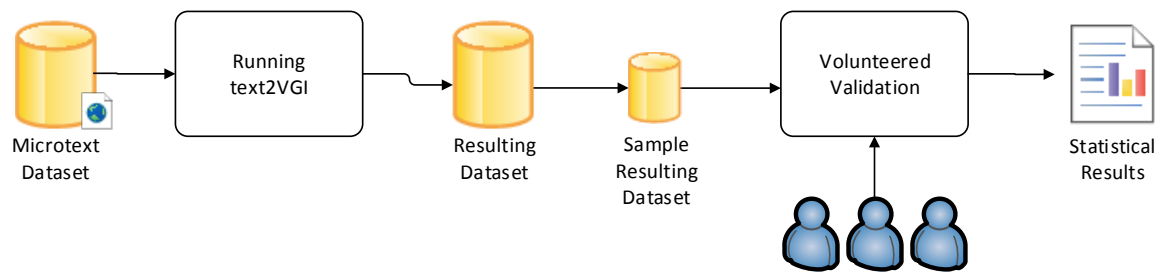 Microtext
Dataset
Running
text2VGI
Resulting
Dataset
Sample
Resulting
Dataset
Volunteered
Validation
Statistical
Results